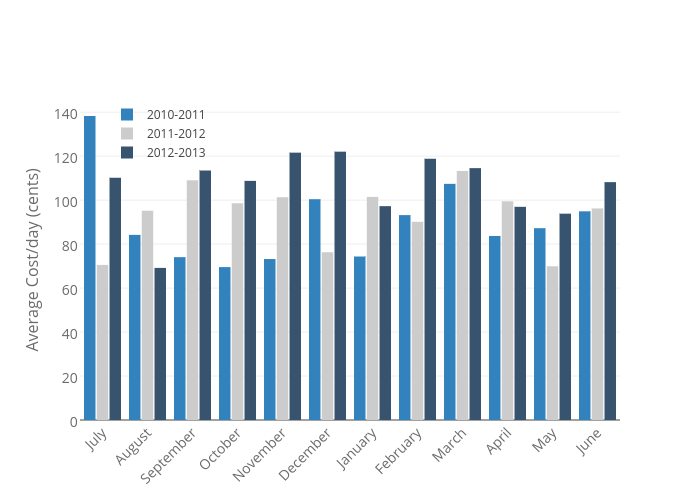 140
120
100
80
60
40
20
0
Average Cost/day (cents)
2010-2011
2011-2012
2012-2013
July
August
September
October
November
December
January
February
March
April
May
June